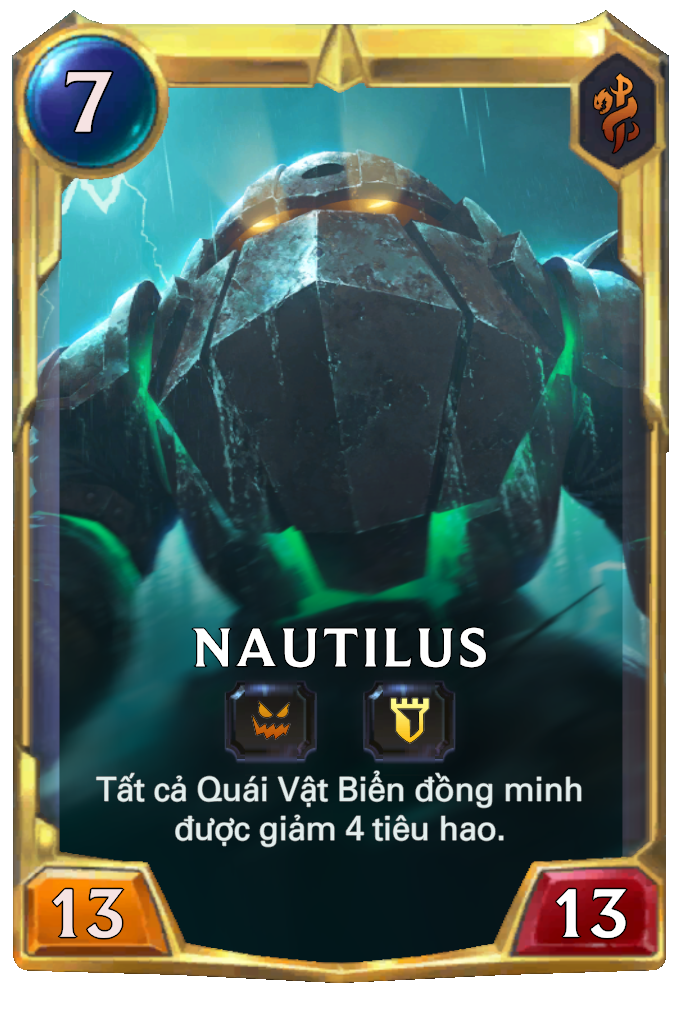 7
NAUTILUS
Tất cả Quái Vật Biển đồng minh
được giảm 4 tiêu hao.
13
13